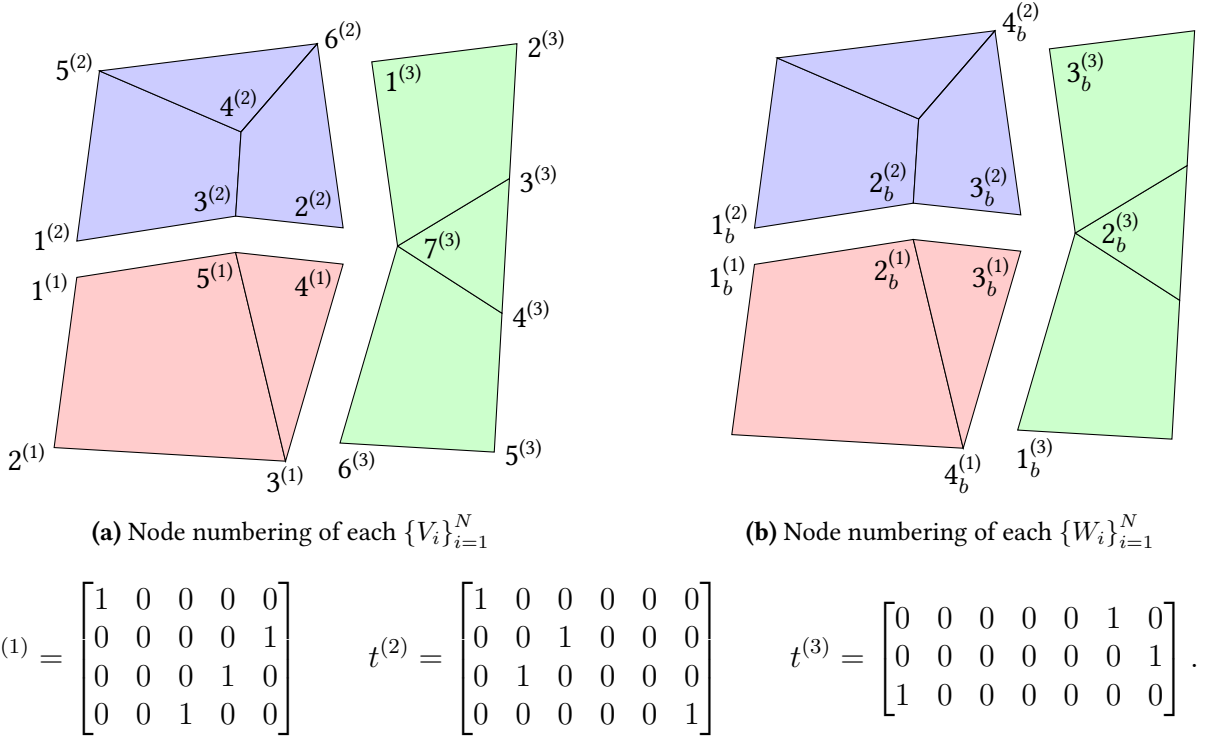 6^{(2)} 2^{(3)}
5^{(2)} 1^{(3)}
4^{(2)}
3^{(3)}
3^{(2)} 2^{(2)}
1^{(2)} 7^{(3)}
1^{(1)} 5^{(1)} 4^{(1)}
4^{(3)}
2^{(1)} 3^{(1)} 6^{(3)} 5^{(3)}
(a) Node numbering of each {V_i}_{i=1}^N
4_b^{(2)}
3_b^{(3)}
2_b^{(2)} 3_b^{(2)}
1_b^{(2)} 2_b^{(3)}
1_b^{(1)} 2_b^{(1)} 3_b^{(1)}
4_b^{(1)} 1_b^{(3)}
(b) Node numbering of each {W_i}_{i=1}^N
^{(1)} = [1 0 0 0 0
0 0 0 0 1
0 0 0 1 0
0 0 1 0 0]
t^{(2)} = [1 0 0 0 0 0
0 0 1 0 0 0
0 1 0 0 0 0
0 0 0 0 0 1]
t^{(3)} = [0 0 0 0 0 1 0
0 0 0 0 0 0 1
1 0 0 0 0 0 0] .